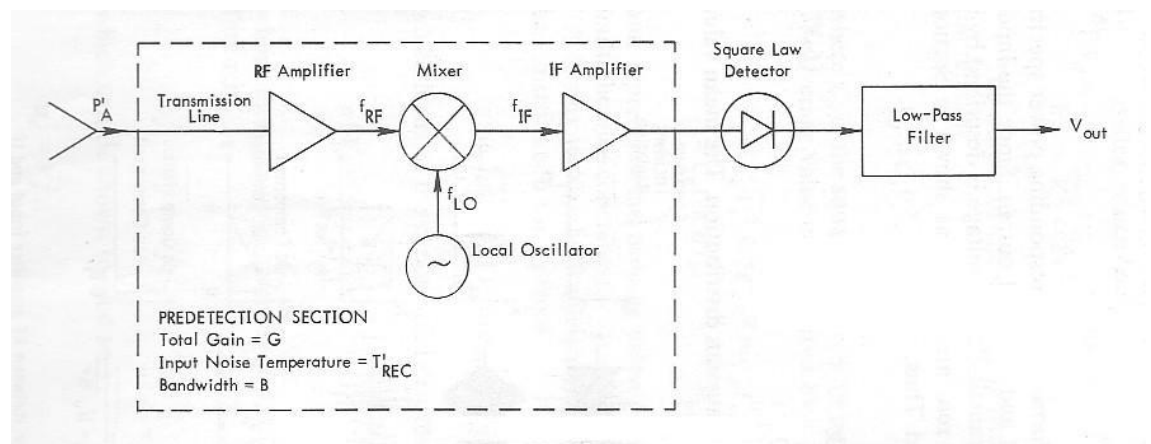 Square Law
Detector
RF Amplifier
Mixer
IF Amplifier
P'A
Transmission
Line
fRF
fIF
Low-Pass
Filter
Vout
fLO
Local Oscillator
PREDETECTION SECTION
Total Gain = G
Input Noise Temperature = T'REC
Bandwidth = B